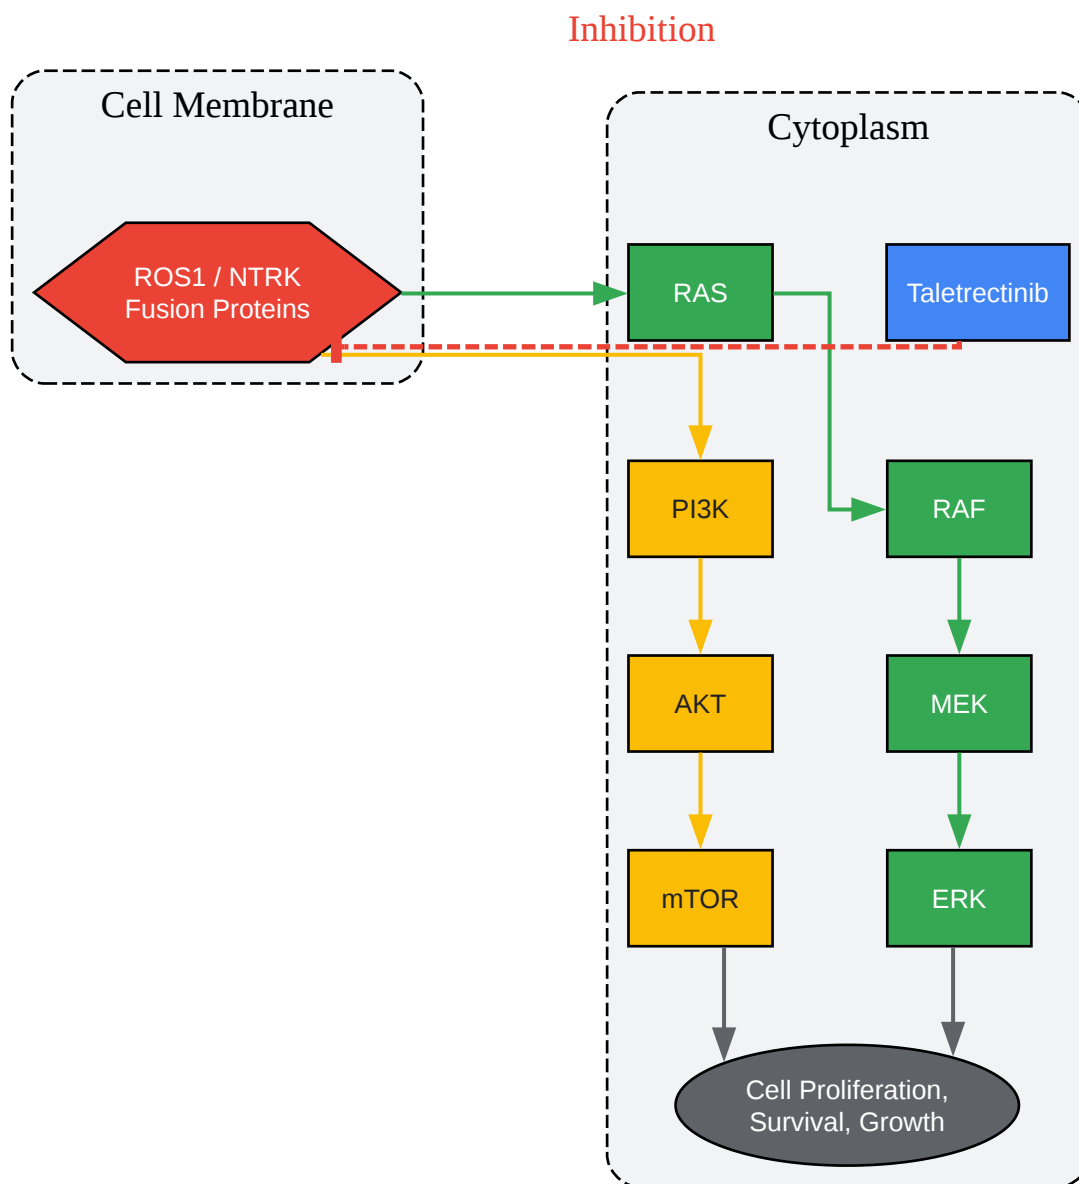 Inhibition
Cell Membrane
Cytoplasm
ROS1 / NTRK
Fusion Proteins
RAS
Taletrectinib
PI3K
RAF
AKT
MEK
mTOR
ERK
Cell Proliferation,
Survival, Growth